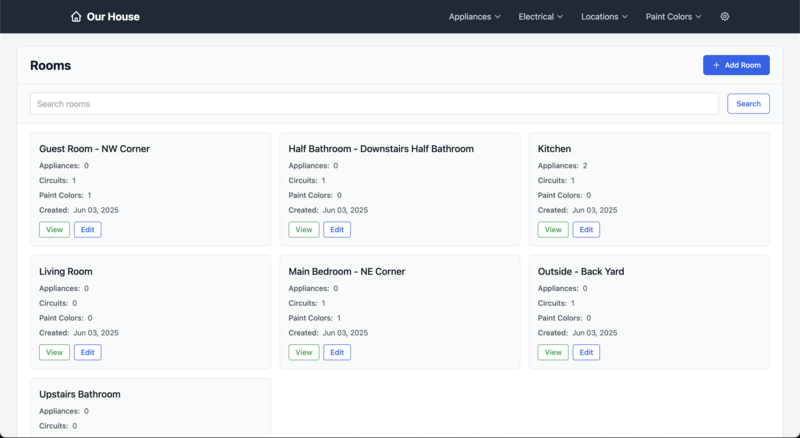 Our House
Appliances
Electrical
Locations
Paint Colors
Rooms
+ Add Room
Search rooms
Search
Guest Room - NW Corner
Appliances: 0
Circuits: 1
Paint Colors: 1
Created: Jun 03, 2025
View Edit
Half Bathroom - Downstairs Half Bathroom
Appliances: 0
Circuits: 1
Paint Colors: 0
Created: Jun 03, 2025
View Edit
Kitchen
Appliances: 2
Circuits: 1
Paint Colors: 0
Created: Jun 03, 2025
View Edit
Living Room
Appliances: 0
Circuits: 0
Paint Colors: 0
Created: Jun 03, 2025
View Edit
Main Bedroom - NE Corner
Appliances: 0
Circuits: 1
Paint Colors: 1
Created: Jun 03, 2025
View Edit
Outside - Back Yard
Appliances: 0
Circuits: 1
Paint Colors: 0
Created: Jun 03, 2025
View Edit
Upstairs Bathroom
Appliances: 0
Circuits: 0